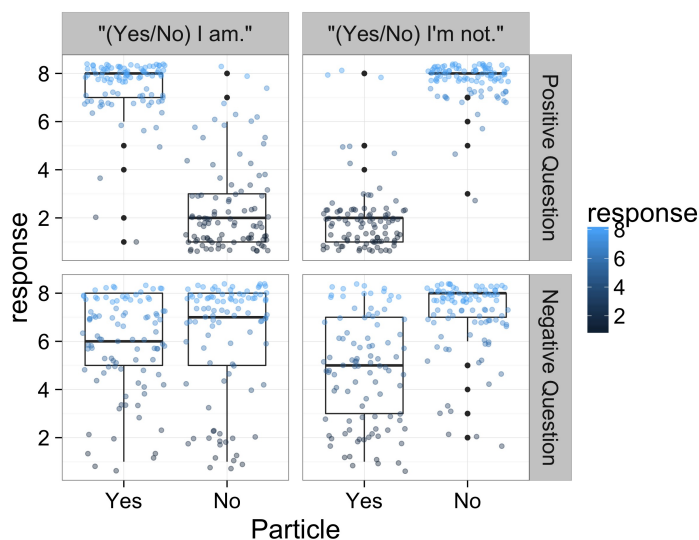 "(Yes/No) I am."
"(Yes/No) I'm not."
8
6
4
2
Positive Question
8
6
4
2
Negative Question
response
Yes
No
Yes
No
Particle
response
8
6
4
2